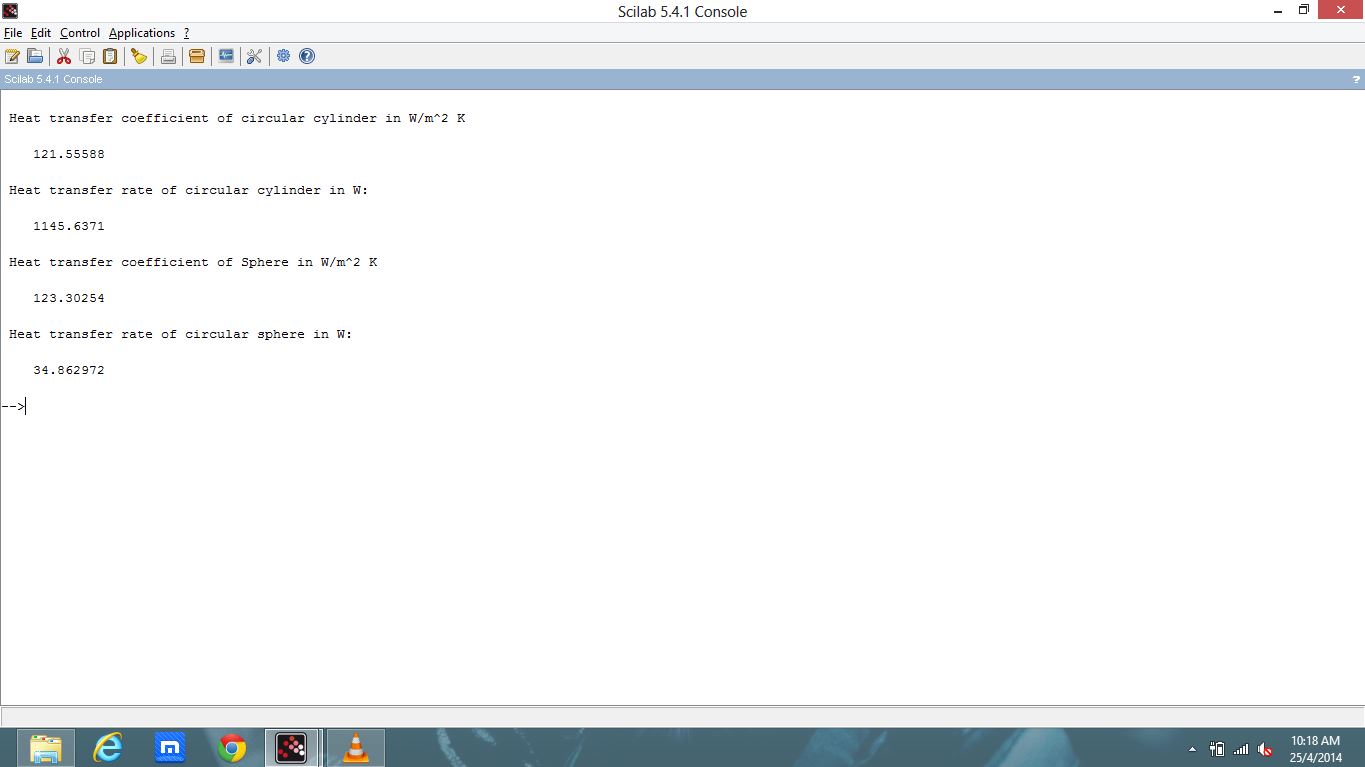 Scilab 5.4.1 Console
File Edit Control Applications ?
Scilab 5.4.1 Console ?
Heat transfer coefficient of circular cylinder in W/m^2 K
121.55588
Heat transfer rate of circular cylinder in W:
1145.6371
Heat transfer coefficient of Sphere in W/m^2 K
123.30254
Heat transfer rate of circular sphere in W:
34.862972
-->
10:18 AM
25/4/2014